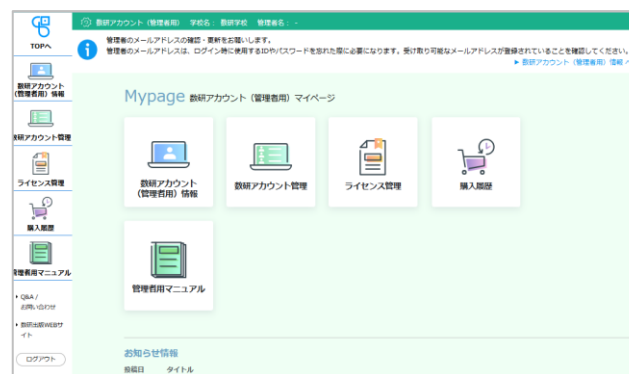 TOPへ
数研アカウント
(管理者用) 情報
数研アカウント管理
ライセンス管理
購入履歴
管理者用マニュアル
Q&A /
お問い合わせ
数研出版WEBサ
イト
ログアウト
数研アカウント（管理者用） 学校名： 数研学校 管理者名： -
管理者のメールアドレスの確認・更新をお願いします。
管理者のメールアドレスは、ログイン時に使用するIDやパスワードを忘れた際に必要になります。受け取り可能なメールアドレスが登録されていることを確認してください。
▶ 数研アカウント（管理者用）情報 へ
Mypage 数研アカウント（管理者用）マイページ
数研アカウント
（管理者用）情報
数研アカウント管理
ライセンス管理
購入履歴
管理者用マニュアル
お知らせ情報
投稿日 タイトル